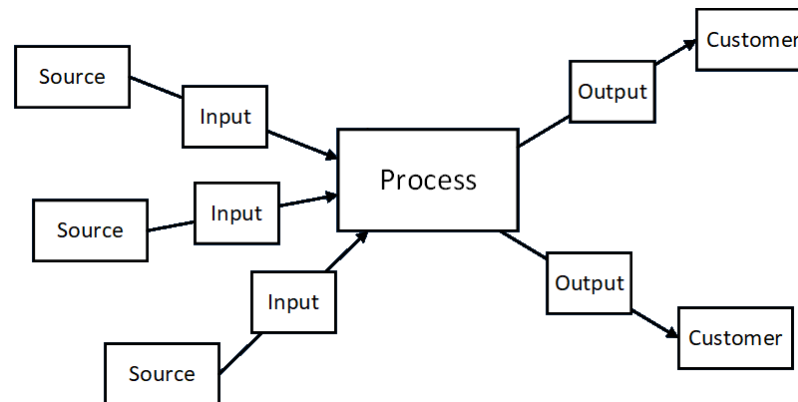 Source
Input
Source
Input
Source
Input
Process
Output
Customer
Output
Customer